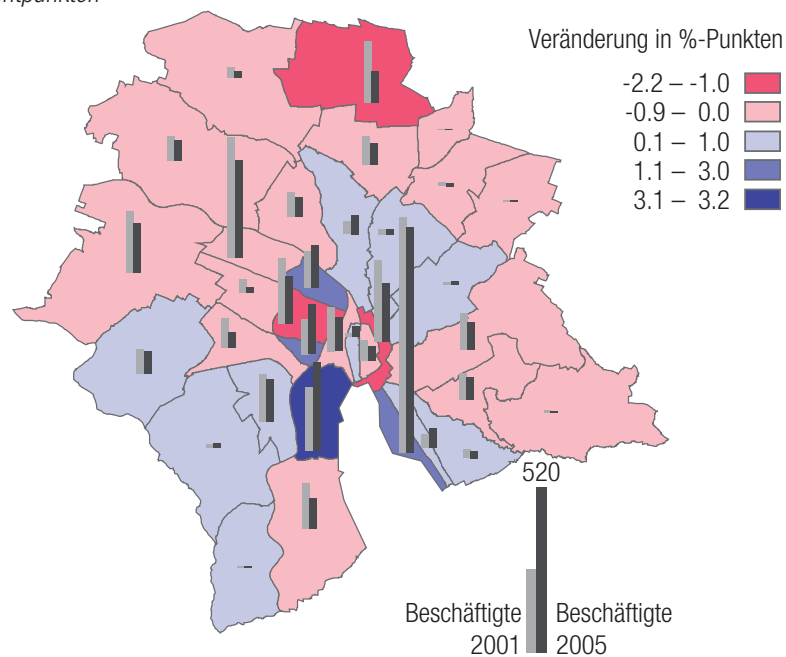 Veränderung in %-Punkten
-2.2 – -1.0
-0.9 – 0.0
0.1 – 1.0
1.1 – 3.0
3.1 – 3.2
520
Beschäftigte 2001
Beschäftigte 2005